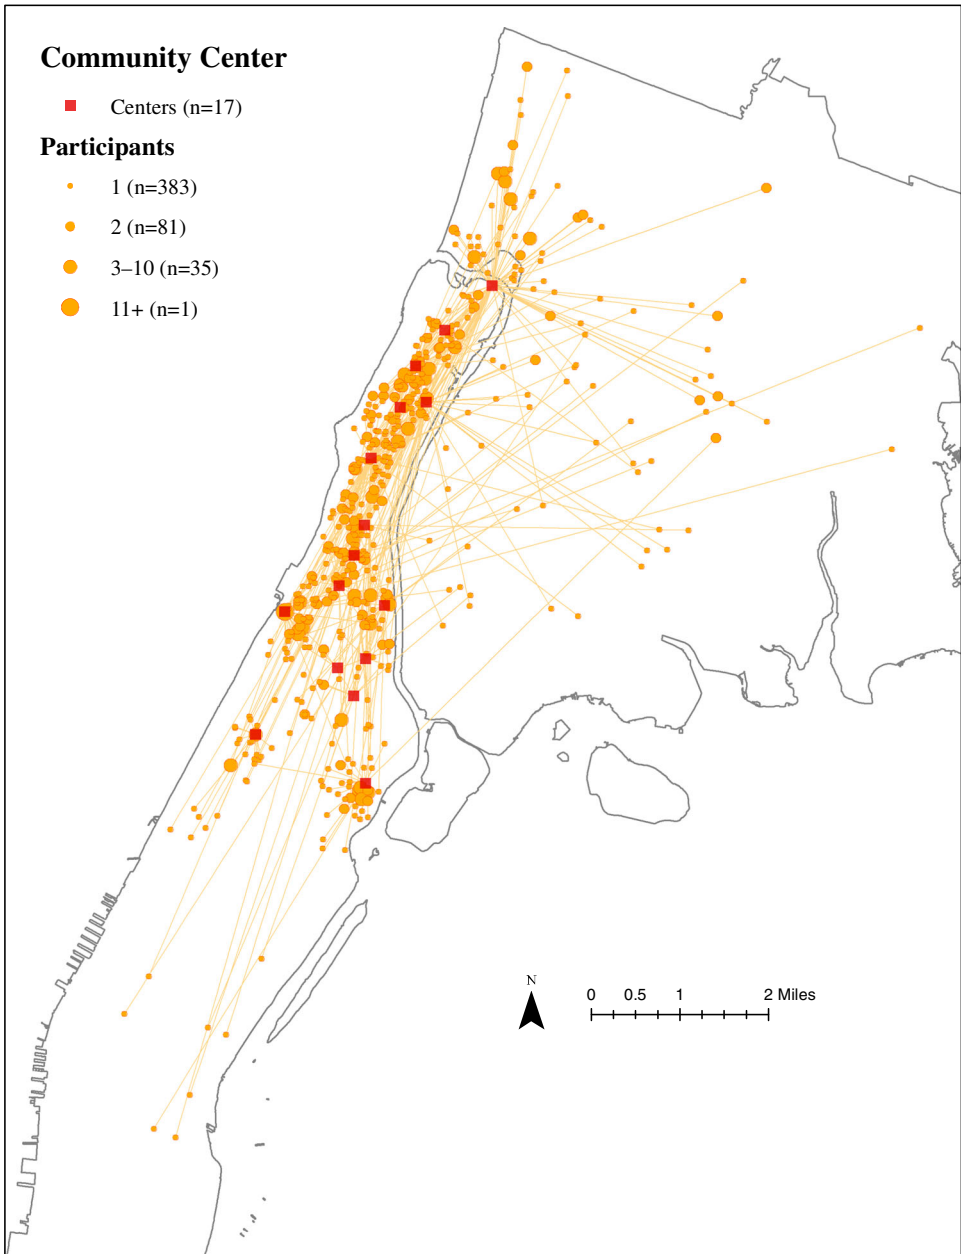 Community Center
Centers (n=17)
Participants
1 (n=383)
2 (n=81)
3–10 (n=35)
11+ (n=1)
N
0 0.5 1 2 Miles